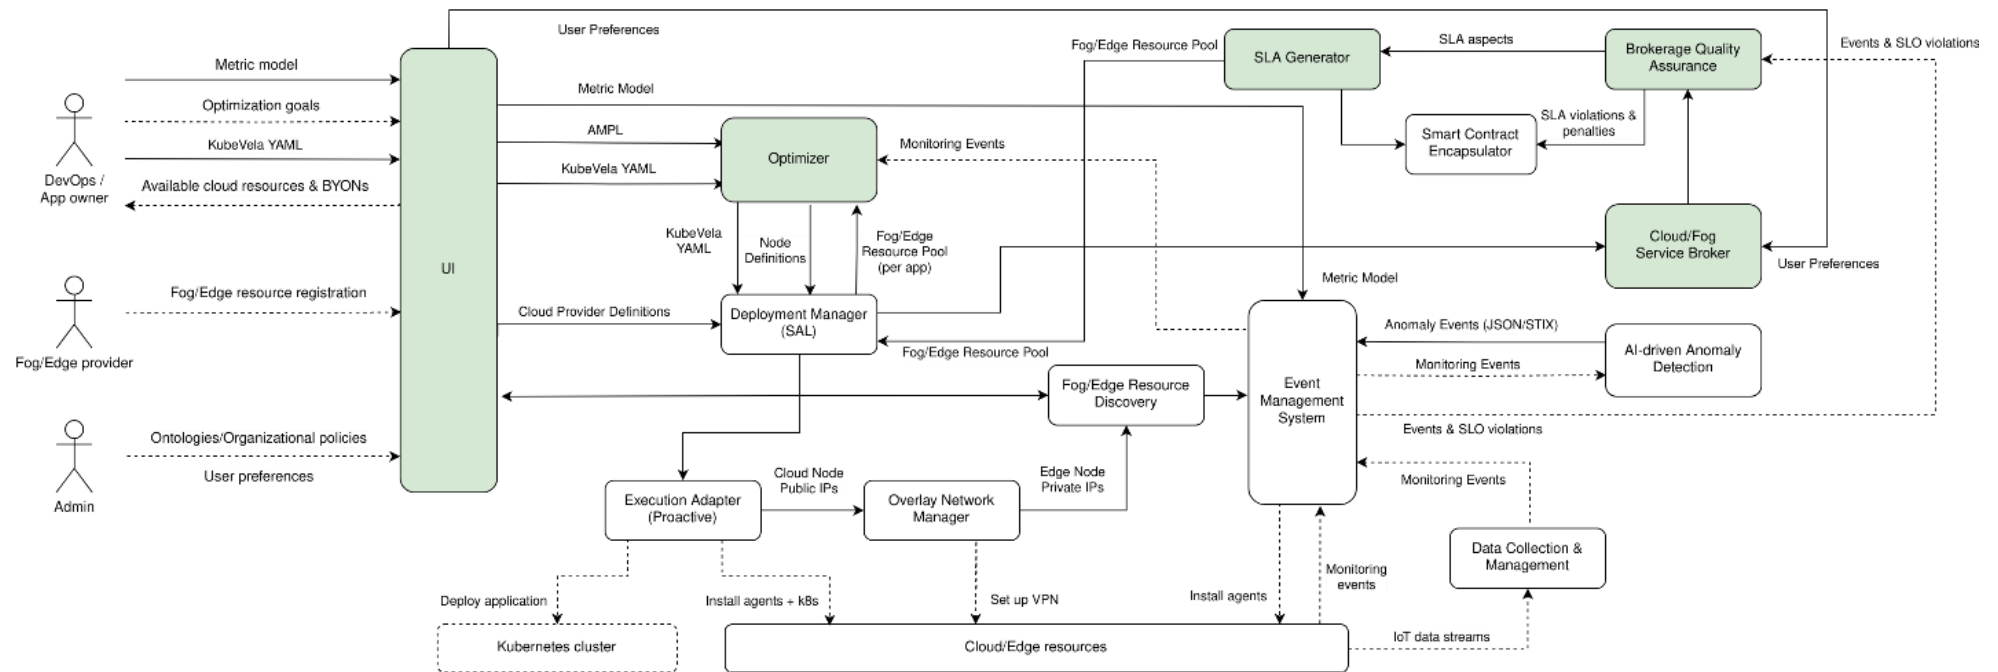 User Preferences
Fog/Edge Resource Pool
SLA Generator
SLA aspects
Brokerage Quality
Assurance
Events & SLO violations
Metric model
Optimization goals
KubeVela YAML
Available cloud resources & BYONs
DevOps /
App owner
UI
Metric Model
AMPL
KubeVela YAML
Optimizer
Monitoring Events
Smart Contract
Encapsulator
SLA violations &
penalties
KubeVela
YAML
Node
Definitions
Fog/Edge
Resource Pool
(per app)
Cloud/Fog
Service Broker
User Preferences
Fog/Edge resource registration
Fog/Edge provider
Cloud Provider Definitions
Deployment Manager
(SAL)
Fog/Edge Resource Pool
Metric Model
Anomaly Events (JSON/STIX)
Monitoring Events
AI-driven Anomaly
Detection
Fog/Edge Resource
Discovery
Event
Management
System
Events & SLO violations
Ontologies/Organizational policies
User preferences
Admin
Execution Adapter
(Proactive)
Cloud Node
Public IPs
Overlay Network
Manager
Edge Node
Private IPs
Monitoring Events
Data Collection &
Management
Deploy application
Install agents + k8s
Set up VPN
Install agents
Monitoring
events
IoT data streams
Kubernetes cluster
Cloud/Edge resources